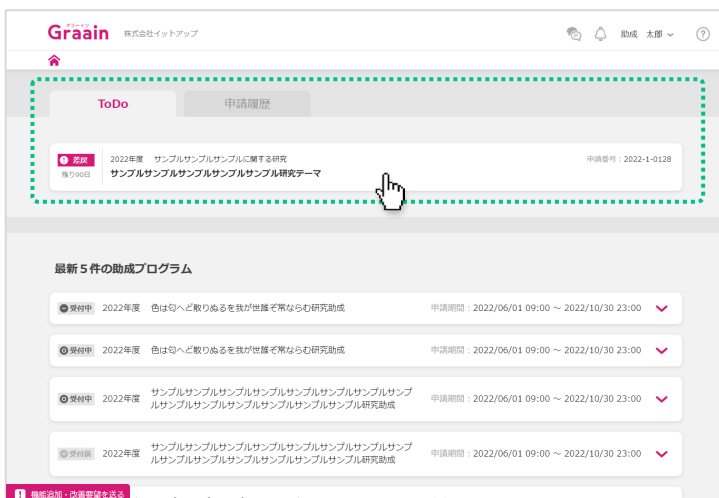 グラーイン
Graain 株式会社イットアップ 助成 太郎
ToDo 申請履歴
差戻 2022年度 サンプルサンプルサンプルに関する研究 申請番号：2022-1-0128
残り90日 サンプルサンプルサンプルサンプルサンプル研究テーマ
最新５件の助成プログラム
受付中 2022年度 色は匂へど散りぬるを我が世誰ぞ常ならむ研究助成 申請期間：2022/06/01 09:00 ～ 2022/10/30 23:00
受付中 2022年度 色は匂へど散りぬるを我が世誰ぞ常ならむ研究助成 申請期間：2022/06/01 09:00 ～ 2022/10/30 23:00
サンプルサンプルサンプルサンプルサンプルサンプルサンプルサンプ
受付中 2022年度 ルサンプルサンプルサンプルサンプルサンプルサンプル研究助成 申請期間：2022/06/01 09:00 ～ 2022/10/30 23:00
サンプルサンプルサンプルサンプルサンプルサンプルサンプルサンプ
受付前 2022年度 ルサンプルサンプルサンプルサンプルサンプルサンプル研究助成 申請期間：2022/06/01 09:00 ～ 2022/10/30 23:00
機能追加・改善要望を送る